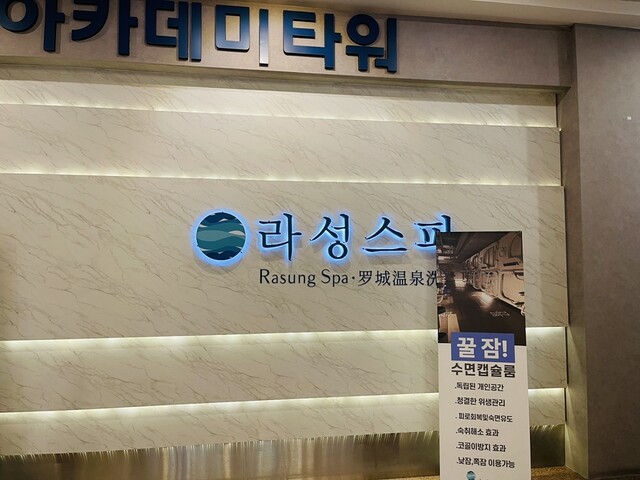 아카데미타워
라성스파
Rasung Spa·罗城温泉洗
꿀 잠!
수면캡슐룸
.독립된 개인공간
.청결한 위생관리
.피로회복및숙면유도
.숙취해소 효과
.코골이방지 효과
.낮잠,쪽잠 이용가능